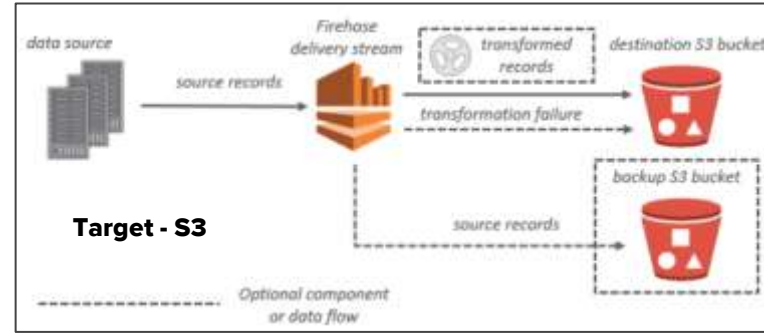 data source
Firehose
delivery stream
transformed
records
destination S3 bucket
source records
transformation failure
backup S3 bucket
Target - S3
source records
Optional component
or data flow